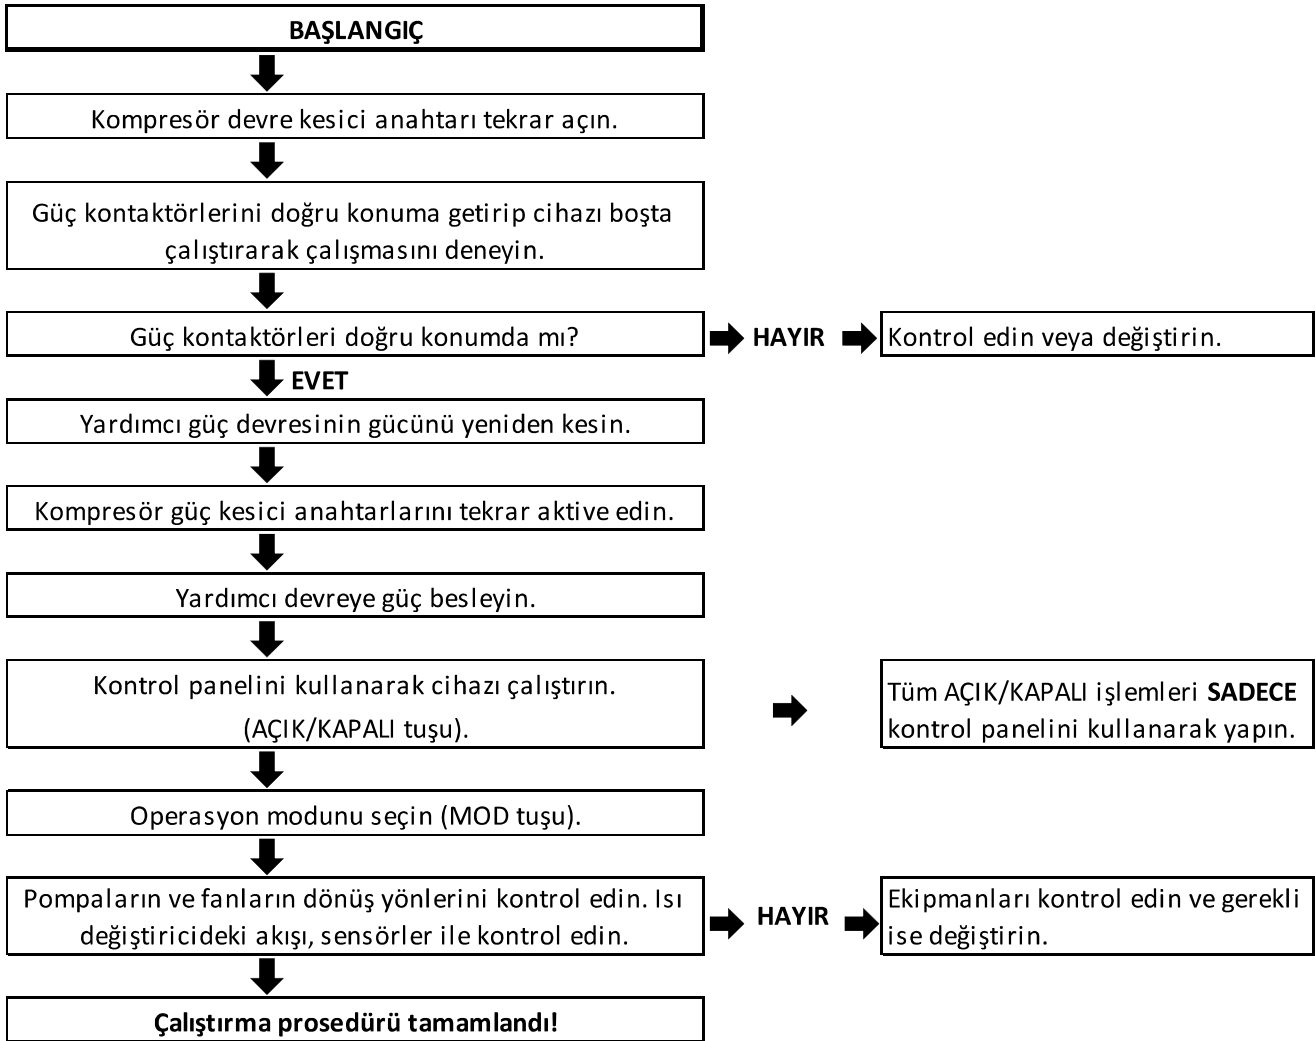 BAŞLANGIÇ
Kompresör devre kesici anahtarı tekrar açın.
Güç kontaktörlerini doğru konuma getirip cihazı boşta
çalıştırarak çalışmasını deneyin.
Güç kontaktörleri doğru konumda mı?
HAYIR
Kontrol edin veya değiştirin.
EVET
Yardımcı güç devresinin gücünü yeniden kesin.
Kompresör güç kesici anahtarlarını tekrar aktive edin.
Yardımcı devreye güç besleyin.
Kontrol panelini kullanarak cihazı çalıştırın.
(AÇIK/KAPALI tuşu).
Tüm AÇIK/KAPALI işlemleri SADECE
kontrol panelini kullanarak yapın.
Operasyon modunu seçin (MOD tuşu).
Pompaların ve fanların dönüş yönlerini kontrol edin. Isı
değiştiricideki akışı, sensörler ile kontrol edin.
HAYIR
Ekipmanları kontrol edin ve gerekli
ise değiştirin.
Çalıştırma prosedürü tamamlandı!